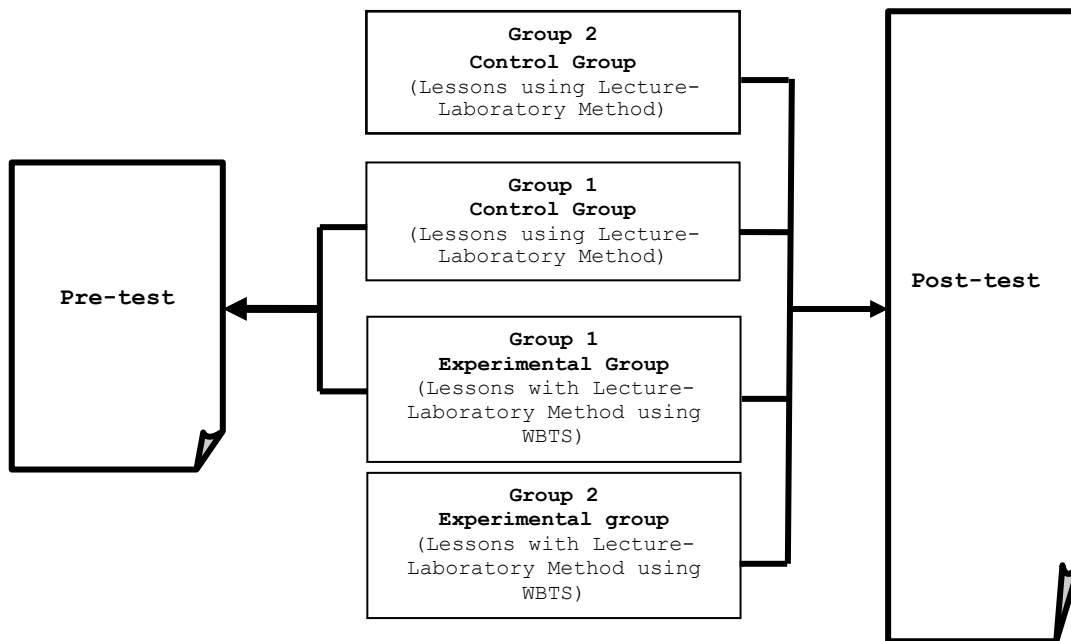 Group 2
Control Group
(Lessons using Lecture-
Laboratory Method)
Group 1
Control Group
(Lessons using Lecture-
Laboratory Method)
Pre-test
Post-test
Group 1
Experimental Group
(Lessons with Lecture-
Laboratory Method using
WBTS)
Group 2
Experimental group
(Lessons with Lecture-
Laboratory Method using
WBTS)